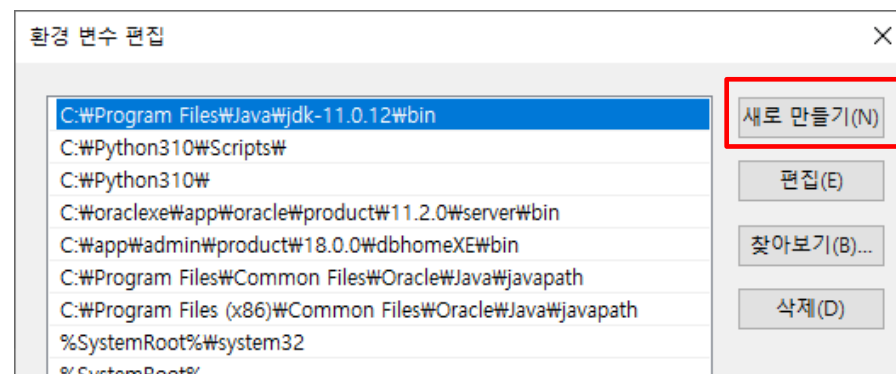 환경 변수 편집
C:₩Program Files₩Java₩jdk-11.0.12₩bin
새로 만들기(N)
C:₩Python310₩Scripts₩
C:₩Python310₩
편집(E)
C:₩oraclexe₩app₩oracle₩product₩11.2.0₩server₩bin
C:₩app₩admin₩product₩18.0.0₩dbhomeXE₩bin
찾아보기(B)...
C:₩Program Files₩Common Files₩Oracle₩Java₩javapath
C:₩Program Files (x86)₩Common Files₩Oracle₩Java₩javapath
삭제(D)
%SystemRoot%₩system32
%SystemRoot%